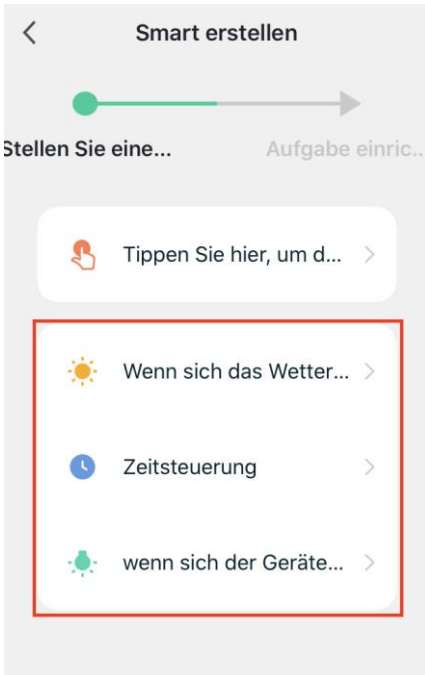 Smart erstellen
Stellen Sie eine... Aufgabe einric..
Tippen Sie hier, um d...
Wenn sich das Wetter...
Zeitsteuerung
wenn sich der Geräte...